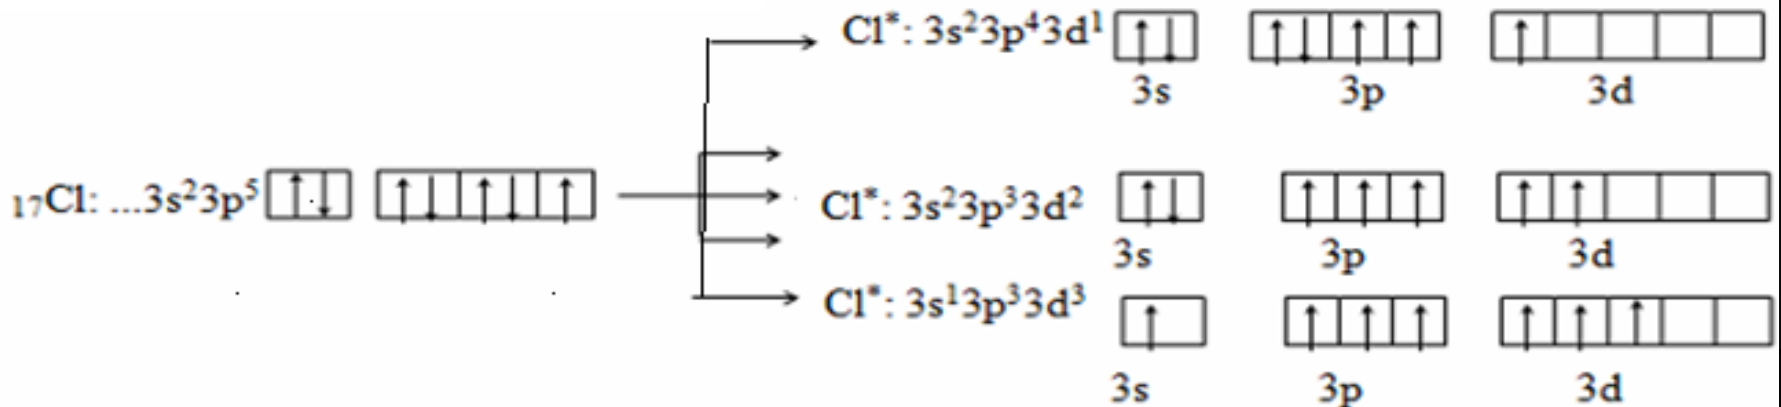 Cl*: 3s²3p⁴3d¹
3s 3p 3d
₁₇Cl: ...3s²3p⁵
Cl*: 3s²3p³3d²
3s 3p 3d
Cl*: 3s¹3p³3d³
3s 3p 3d